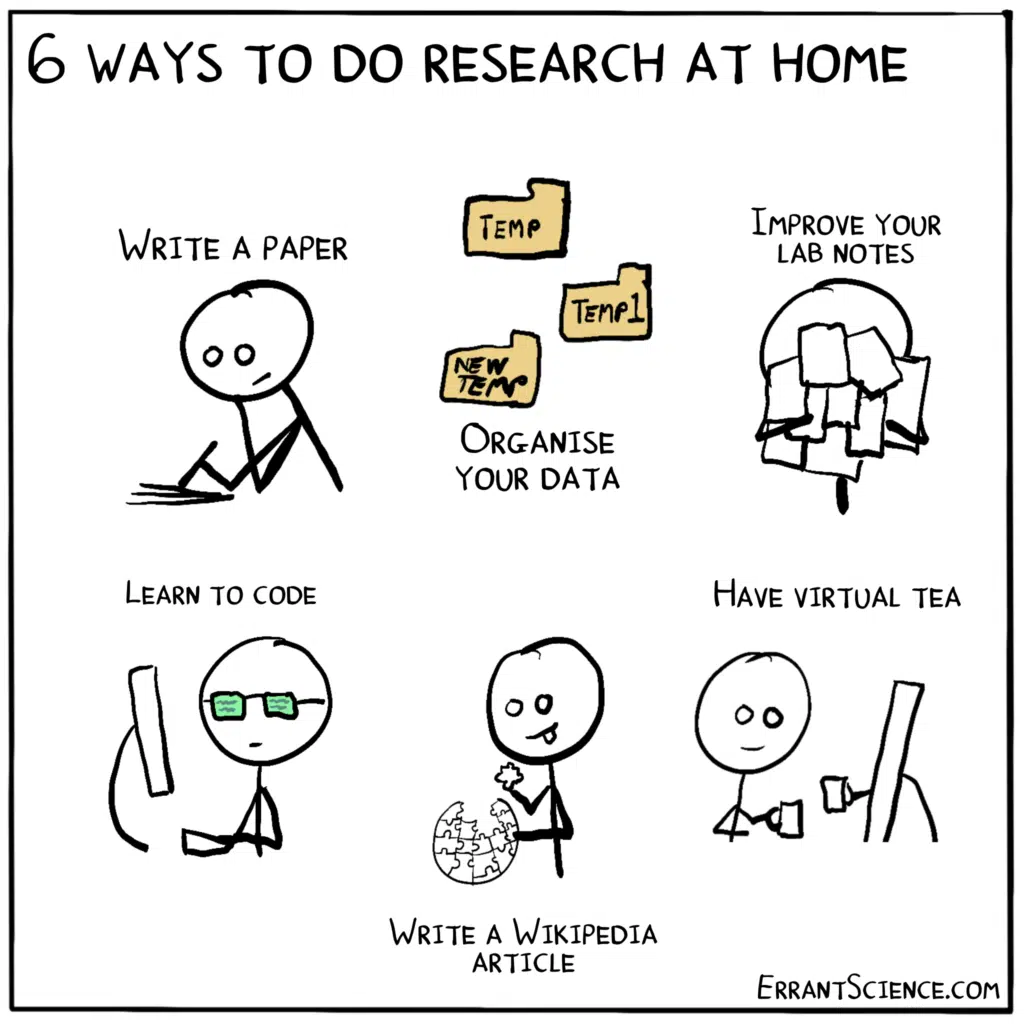 6 WAYS TO DO RESEARCH AT HOME
WRITE A PAPER
TEMP
TEMP1
NEW
TEMP
ORGANISE
YOUR DATA
IMPROVE YOUR
LAB NOTES
LEARN TO CODE
WRITE A WIKIPEDIA
ARTICLE
HAVE VIRTUAL TEA
ERRANTSCIENCE.COM